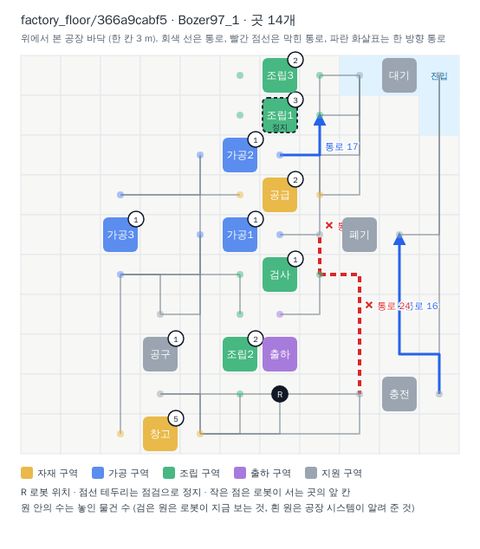 factory_floor/366a9cabf5 · Bozer97_1 · 곳 14개
위에서 본 공장 바닥 (한 칸 3 m). 회색 선은 통로, 빨간 점선은 막힌 통로, 파란 화살표는 한 방향 통로
조립3 2
대기
조립1 3
정지
가공2 1
통로 17
공급 2
가공3 1
가공1 1
폐기
검사 1
통로 24
통로 16
공구 1
조립2 2
출하
R
충전
창고 5
자재 구역
가공 구역
조립 구역
출하 구역
지원 구역
R 로봇 위치 · 점선 테두리는 점검으로 정지 · 작은 점은 로봇이 서는 곳의 앞 칸
원 안의 수는 놓인 물건 수 (검은 원은 로봇이 지금 보는 것, 흰 원은 공장 시스템이 알려 준 것)